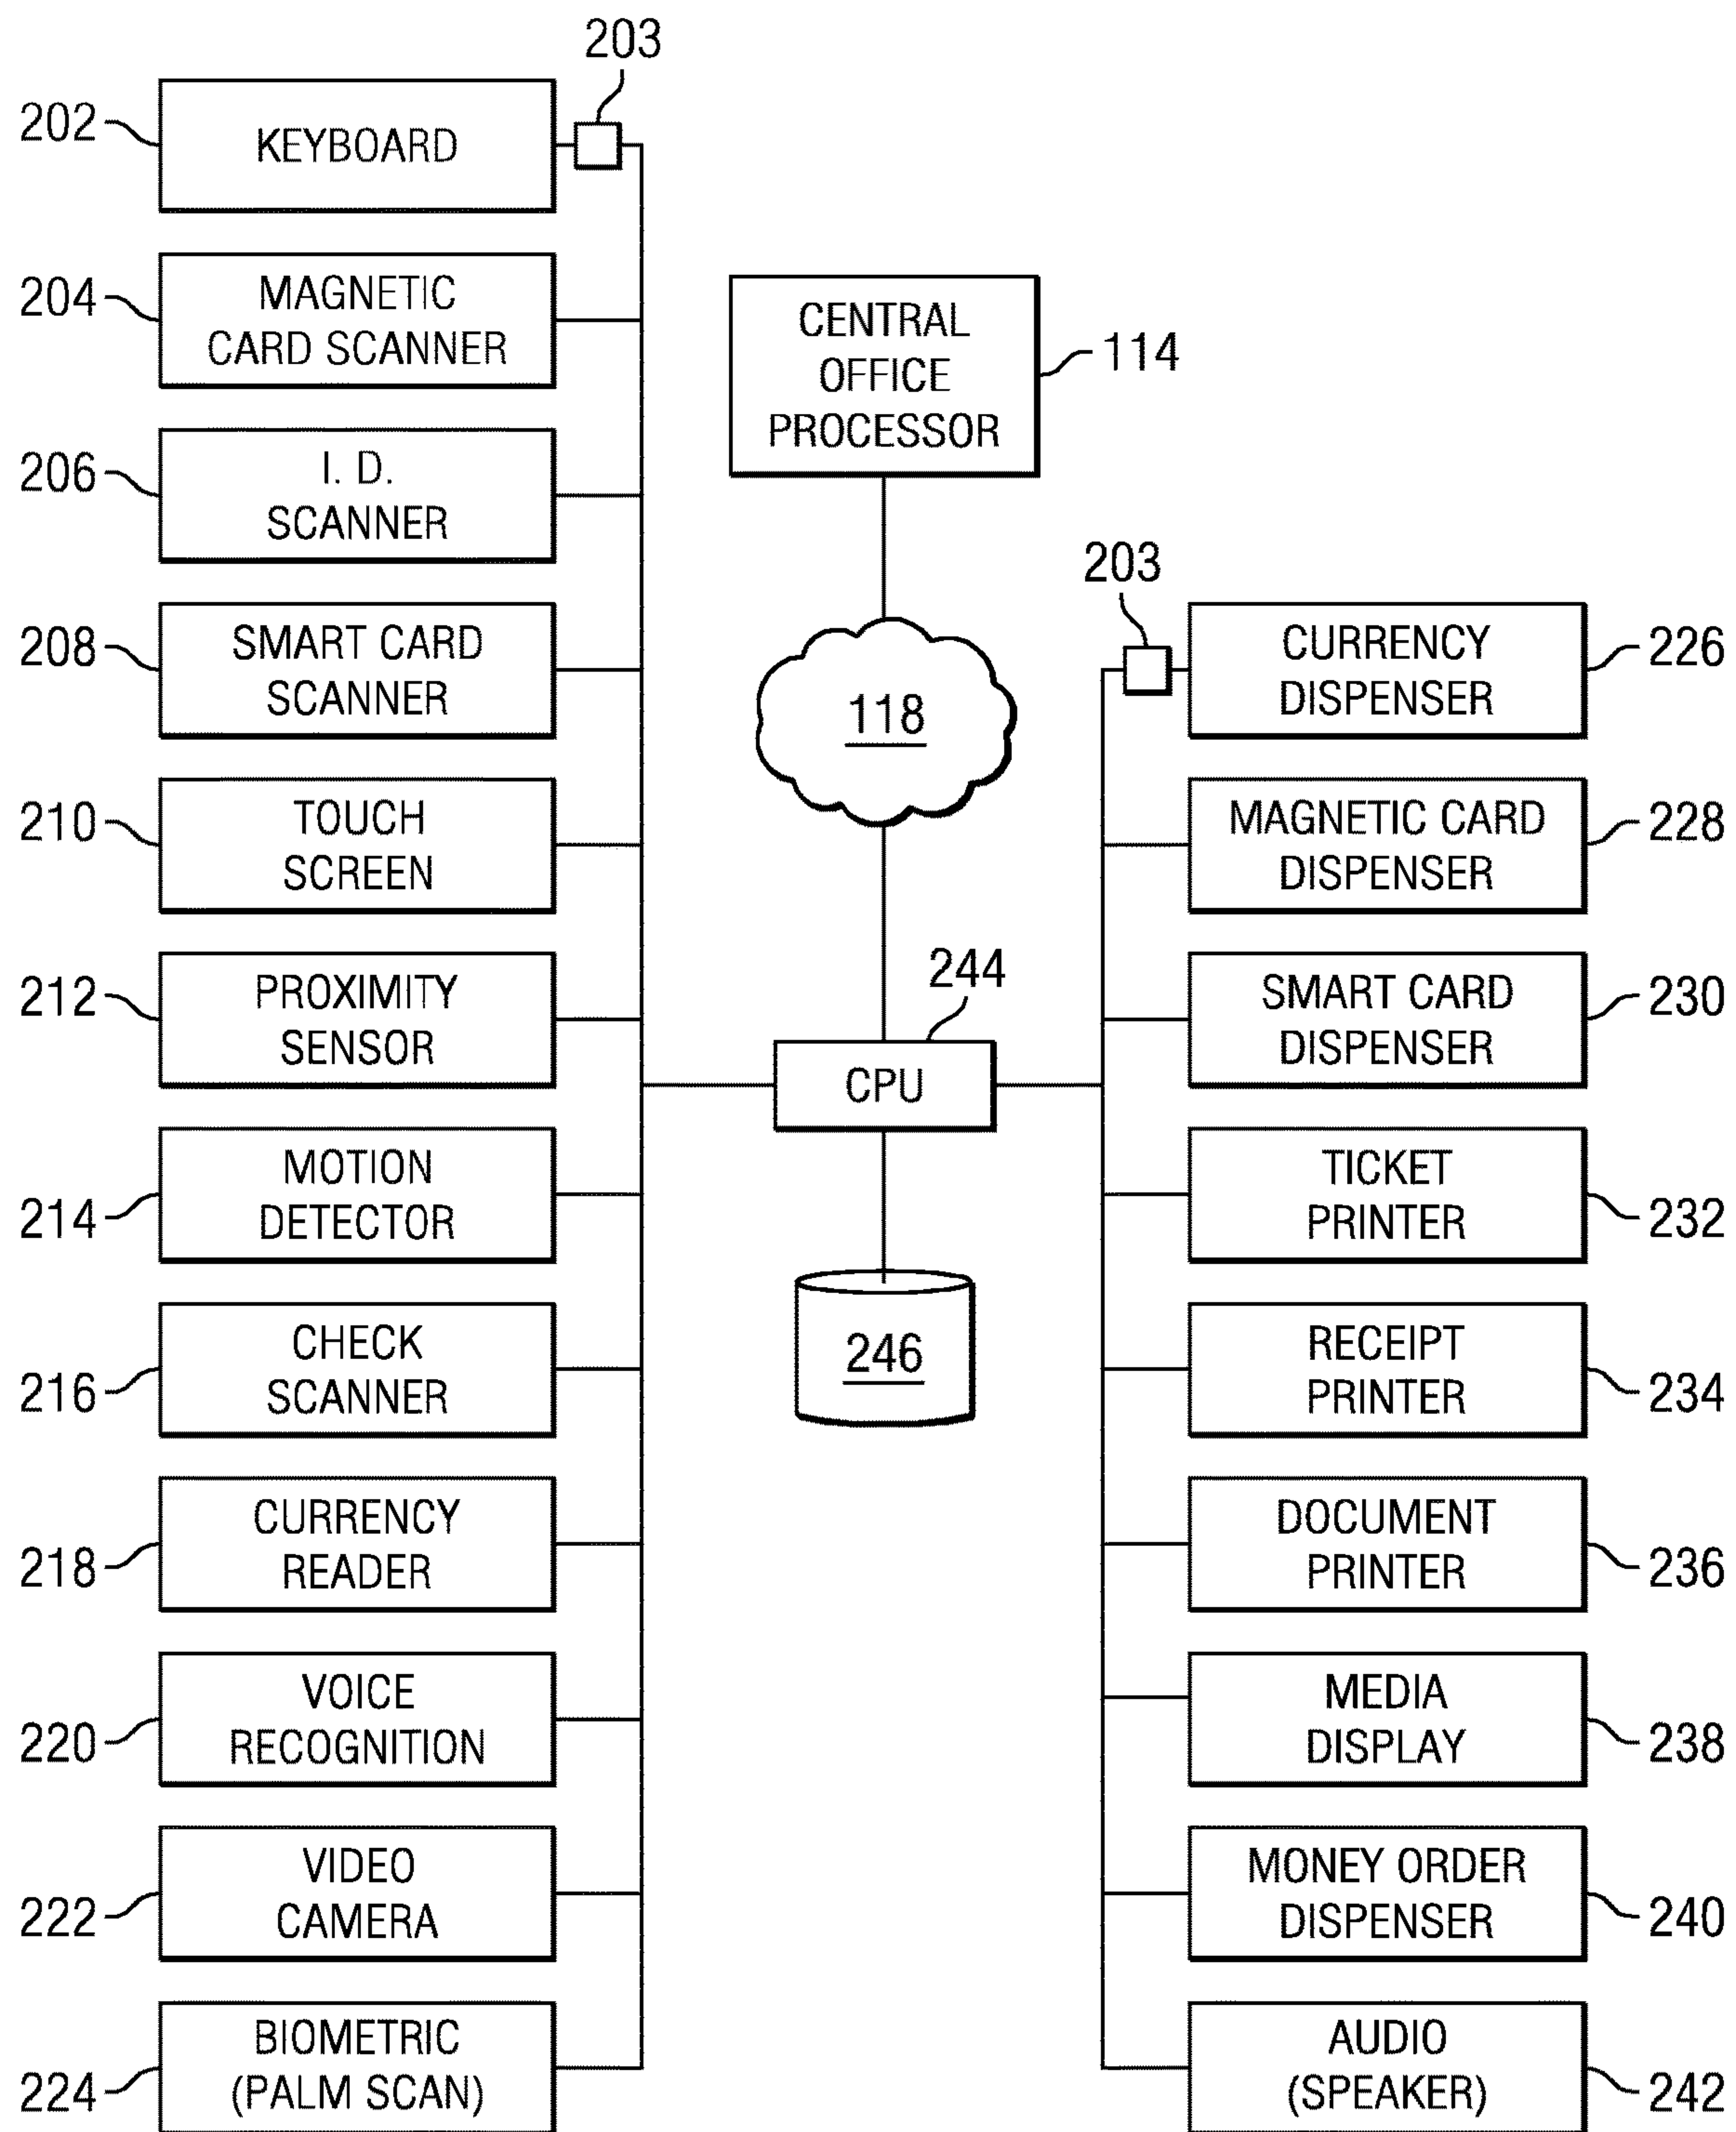 203
202
KEYBOARD
204
MAGNETIC
CARD SCANNER
206
I. D.
SCANNER
208
SMART CARD
SCANNER
210
TOUCH
SCREEN
212
PROXIMITY
SENSOR
214
MOTION
DETECTOR
216
CHECK
SCANNER
218
CURRENCY
READER
220
VOICE
RECOGNITION
222
VIDEO
CAMERA
224
BIOMETRIC
(PALM SCAN)
CENTRAL
OFFICE
PROCESSOR
114
118
244
CPU
246
203
CURRENCY
DISPENSER
226
MAGNETIC CARD
DISPENSER
228
SMART CARD
DISPENSER
230
TICKET
PRINTER
232
RECEIPT
PRINTER
234
DOCUMENT
PRINTER
236
MEDIA
DISPLAY
238
MONEY ORDER
DISPENSER
240
AUDIO
(SPEAKER)
242